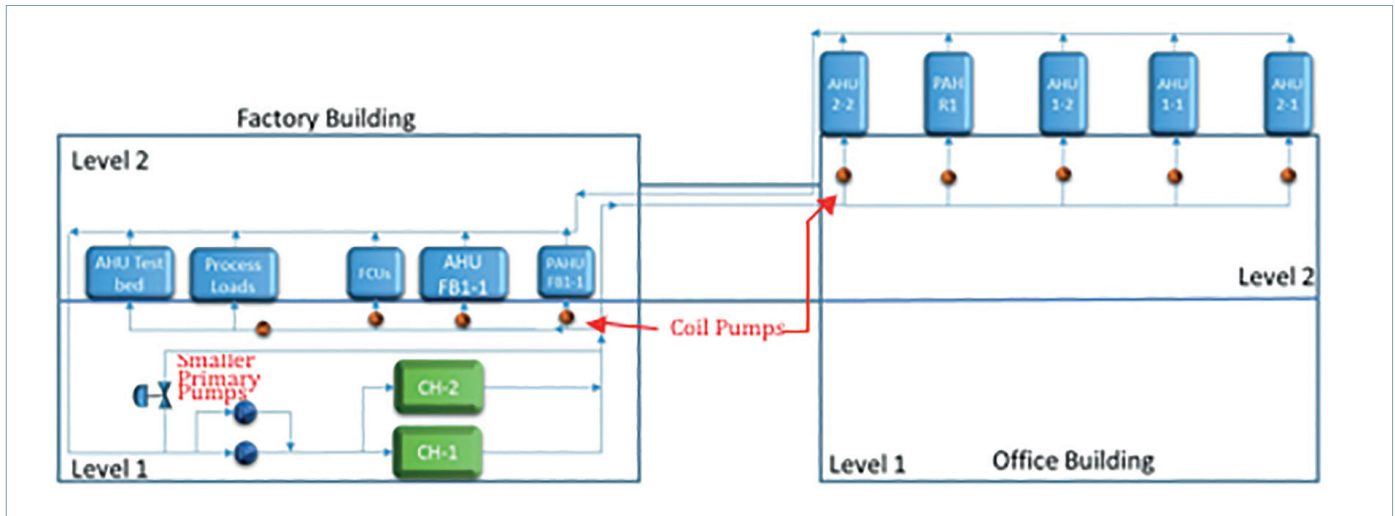 Factory Building
Level 2
AHU Test
bed
Process
Loads
FCUs
AHU
FB1-1
PAHU
FB1-1
Coil Pumps
Smaller
Primary
Pumps
CH-2
CH-1
Level 1
AHU
2-2
PAH
R1
AHU
1-2
AHU
1-1
AHU
2-1
Level 2
Level 1
Office Building